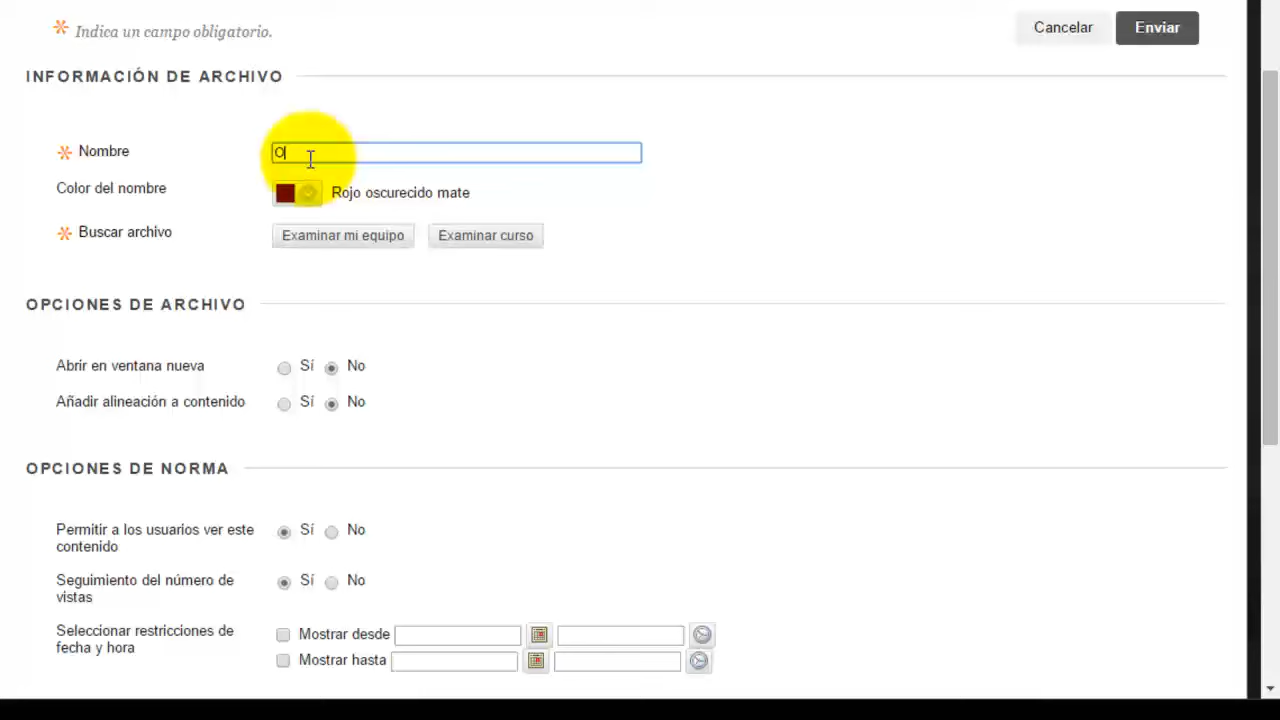 Indica un campo obligatorio.
Cancelar Enviar
INFORMACIÓN DE ARCHIVO
Nombre O
Color del nombre Rojo oscurecido mate
Buscar archivo Examinar mi equipo Examinar curso
OPCIONES DE ARCHIVO
Abrir en ventana nueva Sí No
Añadir alineación a contenido Sí No
OPCIONES DE NORMA
Permitir a los usuarios ver este
contenido Sí No
Seguimiento del número de
vistas Sí No
Seleccionar restricciones de
fecha y hora Mostrar desde
Mostrar hasta